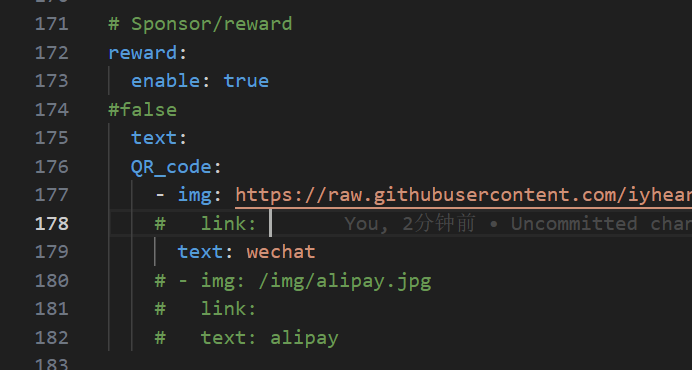 171 # Sponsor/reward
172 reward:
173 enable: true
174 #false
175 text:
176 QR_code:
177 - img: https://raw.githubusercontent.com/iyhear
178 # link: You, 2分钟前 • Uncommitted char
179 text: wechat
180 # - img: /img/alipay.jpg
181 # link:
182 # text: alipay
183